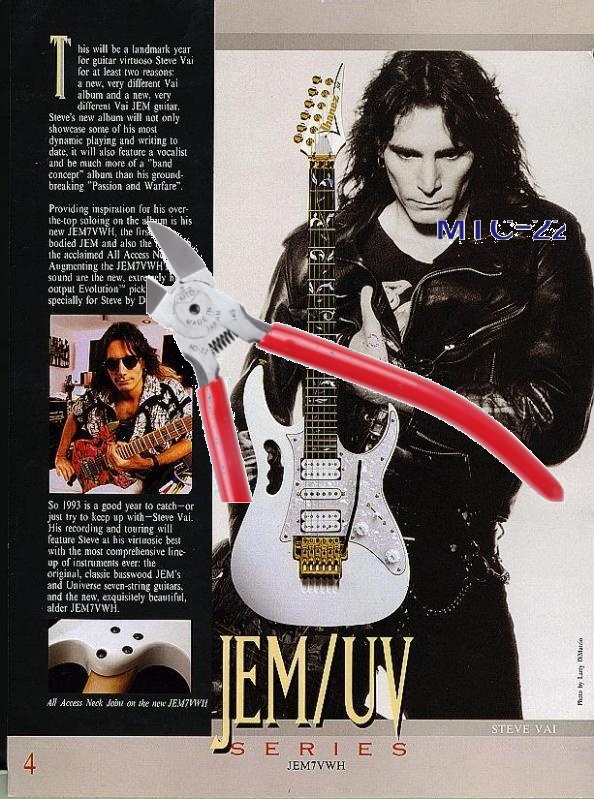 This will be a landmark year
for guitar virtuoso Steve Vai
for at least two reasons:
a new, very different Vai
album and a new, very
different Vai JEM guitar.
Steve's new album will not only
showcase some of his most
dynamic playing and writing to
date, it will also feature a vocalist
and be much more of a "band
concept" album than his ground-
breaking "Passion and Warfare".
Providing inspiration for his over-
the-top soloing on the album is his
new JEM7VWH, the first
bodied JEM and also the
the acclaimed All Access
Augmenting the JEM7VWH
sound are the new, extremely
output Evolution™
specially for Steve by
So 1993 is a good year to catch—or
just try to keep up with—Steve Vai.
His recording and touring will
feature Steve at his virtuosic best
with the most comprehensive line-
up of instruments ever: the
original, classic basswood JEM's
and Universe seven-string guitars,
and the new, exquisitely beautiful,
alder JEM7VWH.
All Access Neck Joint on the new JEM7VWH
4
Ibanez
MIC-22
MADE IN
JAPAN
NO-22
JEM/UV
SERIES
JEM7VWH
STEVE VAI
Photo by Larry DiMarzio